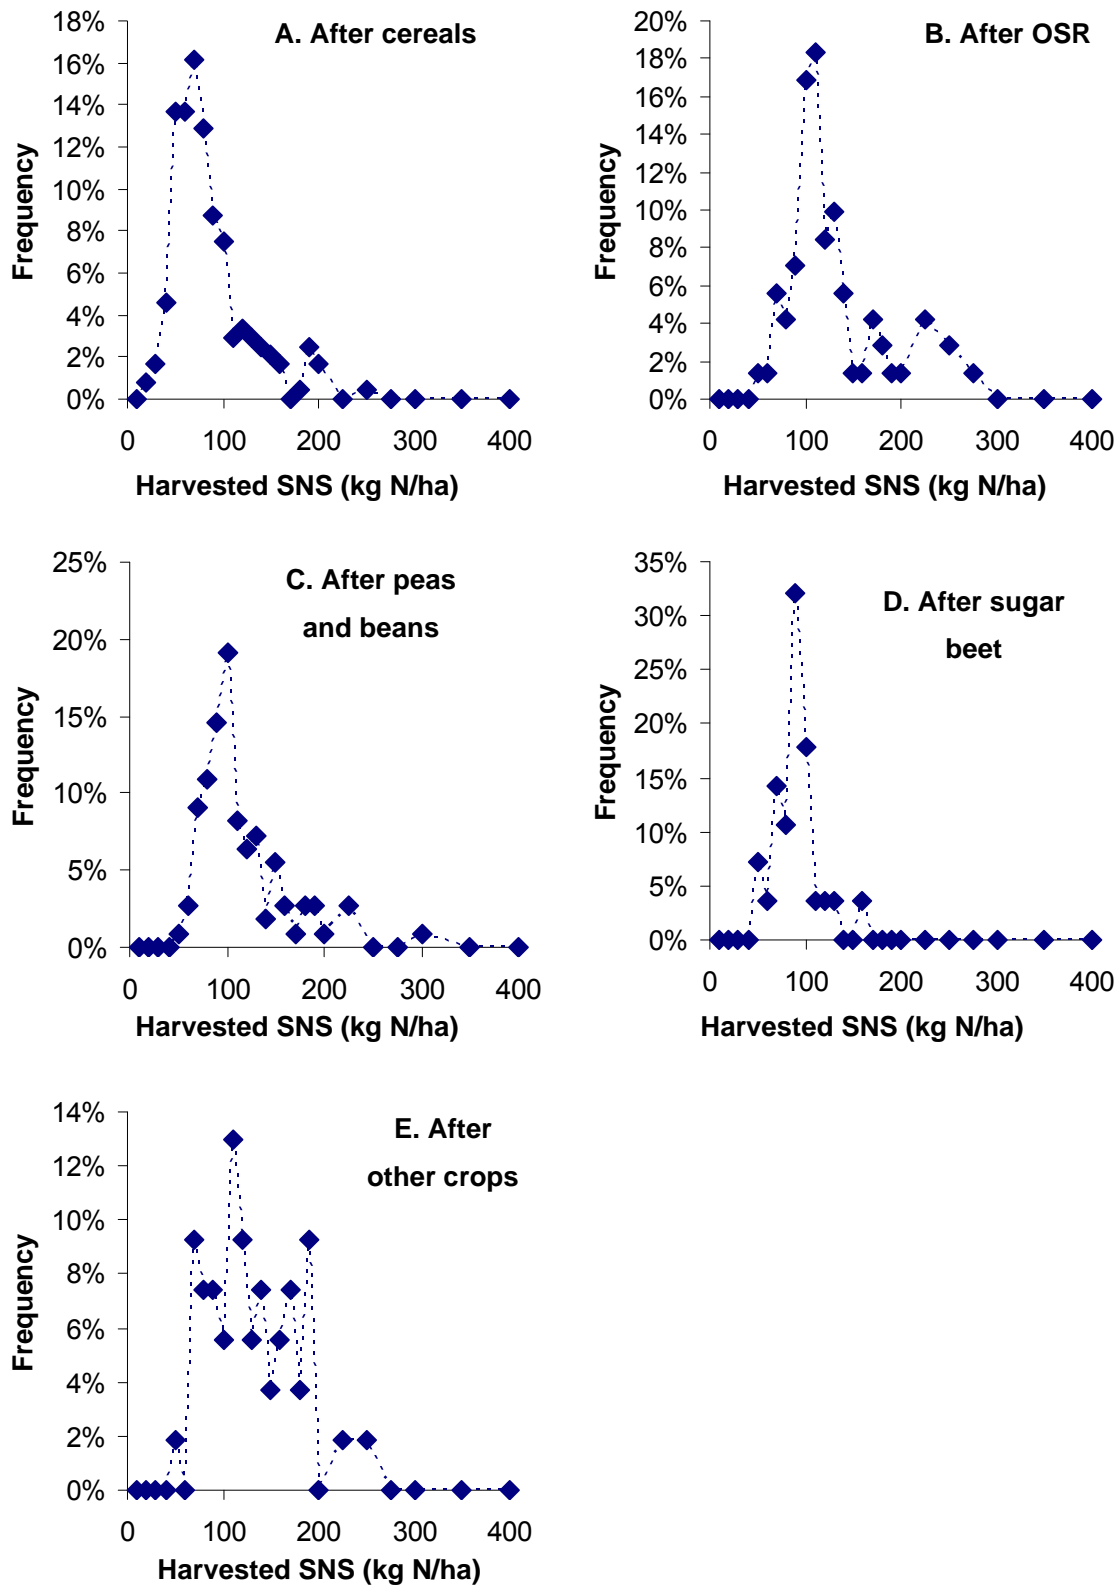 A. After cereals
18%
16%
14%
12%
10%
8%
6%
4%
2%
0%
Frequency
0 100 200 300 400
Harvested SNS (kg N/ha)
B. After OSR
20%
18%
16%
14%
12%
10%
8%
6%
4%
2%
0%
Frequency
0 100 200 300 400
Harvested SNS (kg N/ha)
C. After peas
and beans
25%
20%
15%
10%
5%
0%
Frequency
0 100 200 300 400
Harvested SNS (kg N/ha)
D. After sugar
beet
35%
30%
25%
20%
15%
10%
5%
0%
Frequency
0 100 200 300 400
Harvested SNS (kg N/ha)
E. After
other crops
14%
12%
10%
8%
6%
4%
2%
0%
Frequency
0 100 200 300 400
Harvested SNS (kg N/ha)